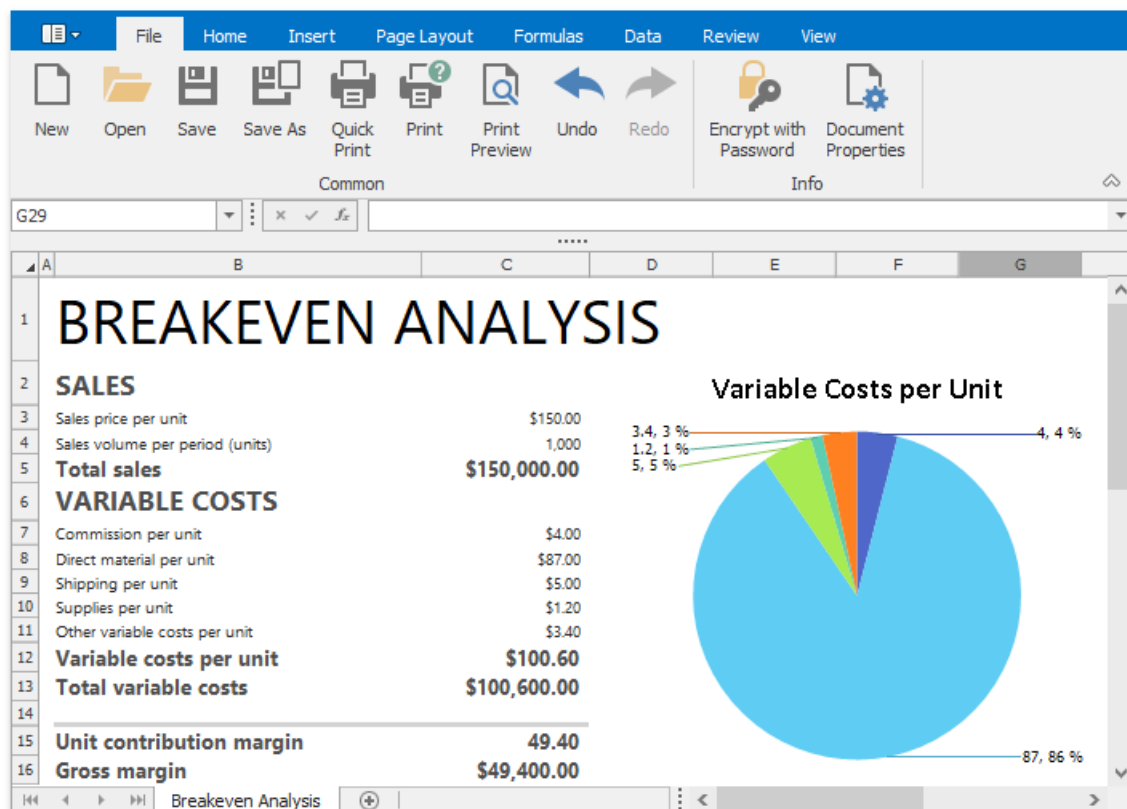 File Home Insert Page Layout Formulas Data Review View
New Open Save Save As Quick Print Print Print Preview Undo Redo Encrypt with Password Document Properties
Common Info
G29 fx
A B C D E F G
1 BREAKEVEN ANALYSIS
2 SALES
3 Sales price per unit $150.00
4 Sales volume per period (units) 1,000
5 Total sales $150,000.00
6 VARIABLE COSTS
7 Commission per unit $4.00
8 Direct material per unit $87.00
9 Shipping per unit $5.00
10 Supplies per unit $1.20
11 Other variable costs per unit $3.40
12 Variable costs per unit $100.60
13 Total variable costs $100,600.00
14
15 Unit contribution margin 49.40
16 Gross margin $49,400.00
Variable Costs per Unit
3.4, 3 %
4, 4 %
1.2, 1 %
5, 5 %
87, 86 %
Breakeven Analysis